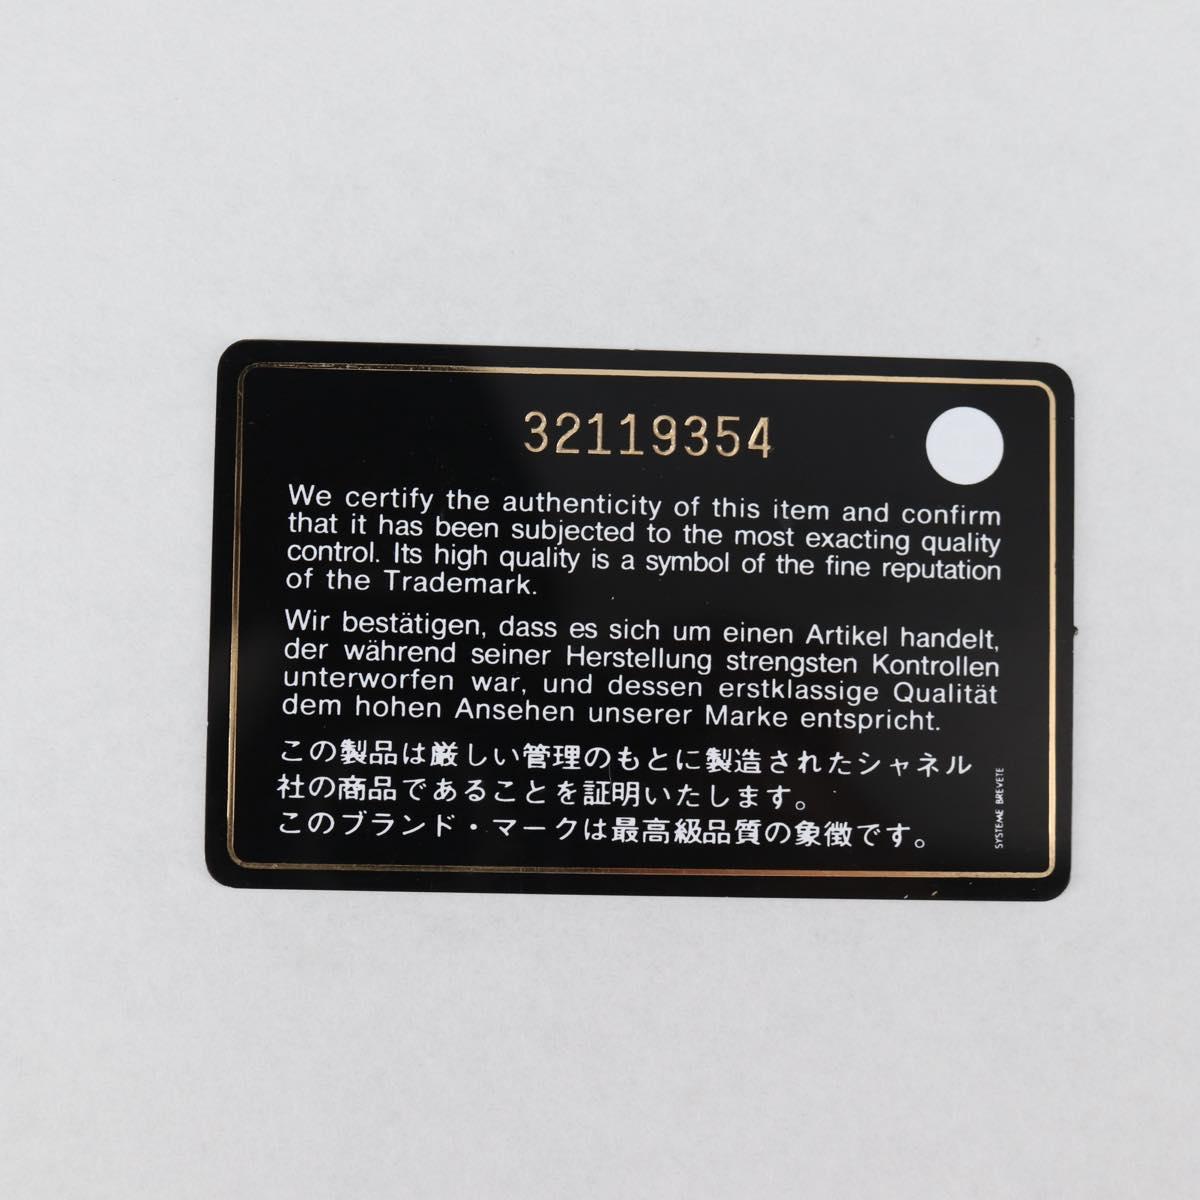 32119354
We certify the authenticity of this item and confirm
that it has been subjected to the most exacting quality
control. Its high quality is a symbol of the fine reputation
of the Trademark.
Wir bestätigen, dass es sich um einen Artikel handelt,
der während seiner Herstellung strengsten Kontrollen
unterworfen war, und dessen erstklassige Qualität
dem hohen Ansehen unserer Marke entspricht.
この製品は厳しい管理のもとに製造されたシャネル
社の商品であることを証明いたします。
このブランド・マークは最高級品質の象徴です。
SYSTEME BREVETE